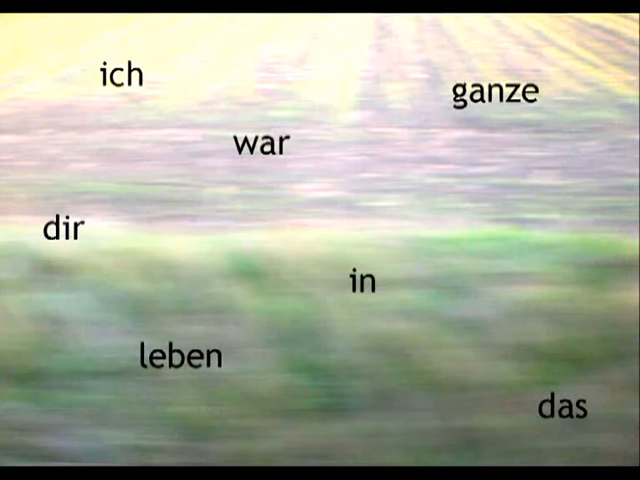 ich
ganze
war
dir
in
leben
das